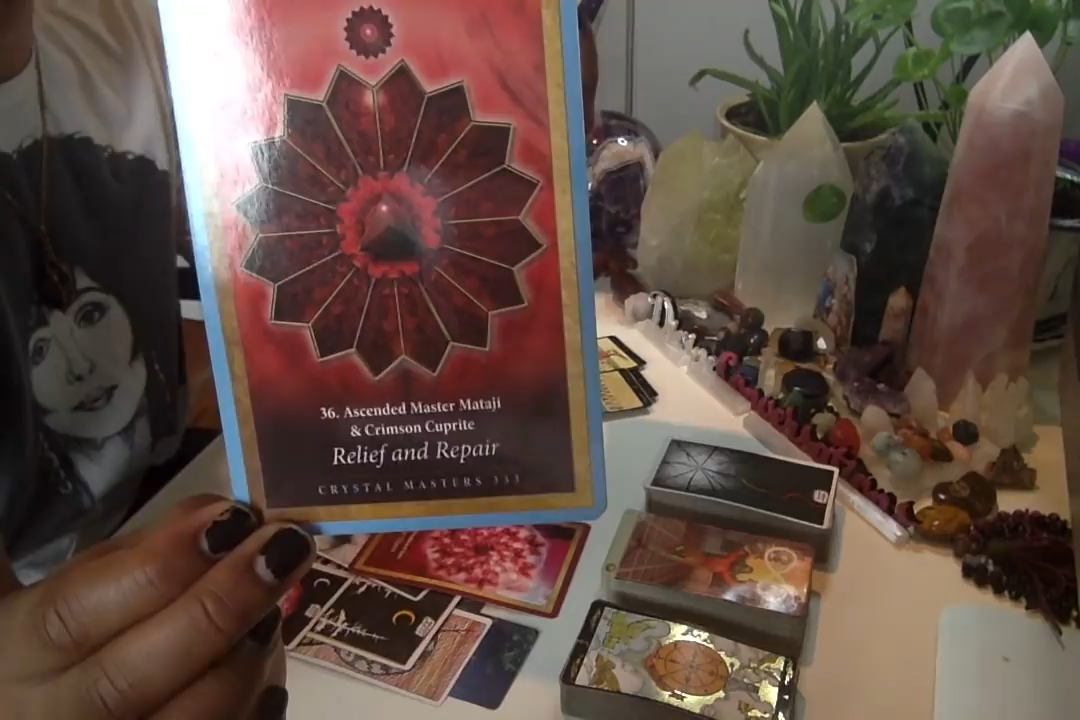 36. Ascended Master Mataji
& Crimson Cuprite
Relief and Repair
CRYSTAL MASTERS 333